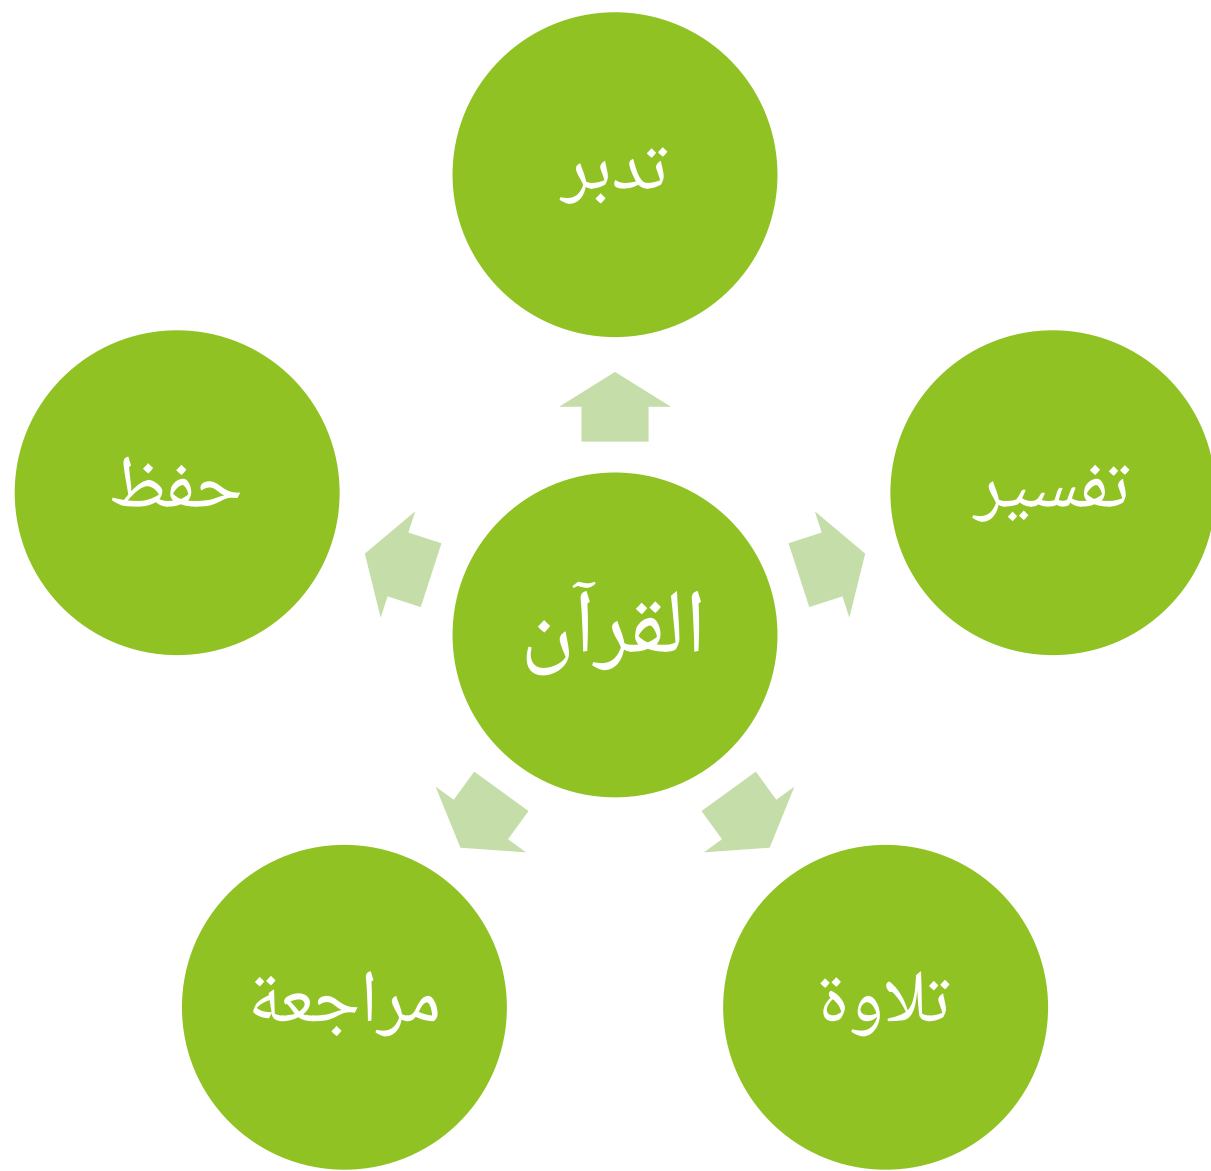 تدبر
تفسير
حفظ
القرآن
تلاوة
مراجعة